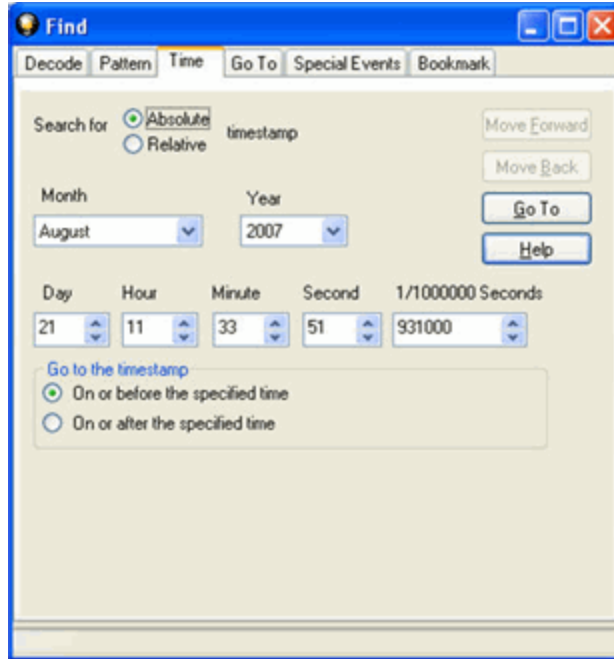 Find
Decode Pattern Time Go To Special Events Bookmark
Search for Absolute timestamp
Relative
Move Forward
Move Back
Month Year
Go To
August 2007
Help
Day Hour Minute Second 1/1000000 Seconds
21 11 33 51 931000
Go to the timestamp
On or before the specified time
On or after the specified time